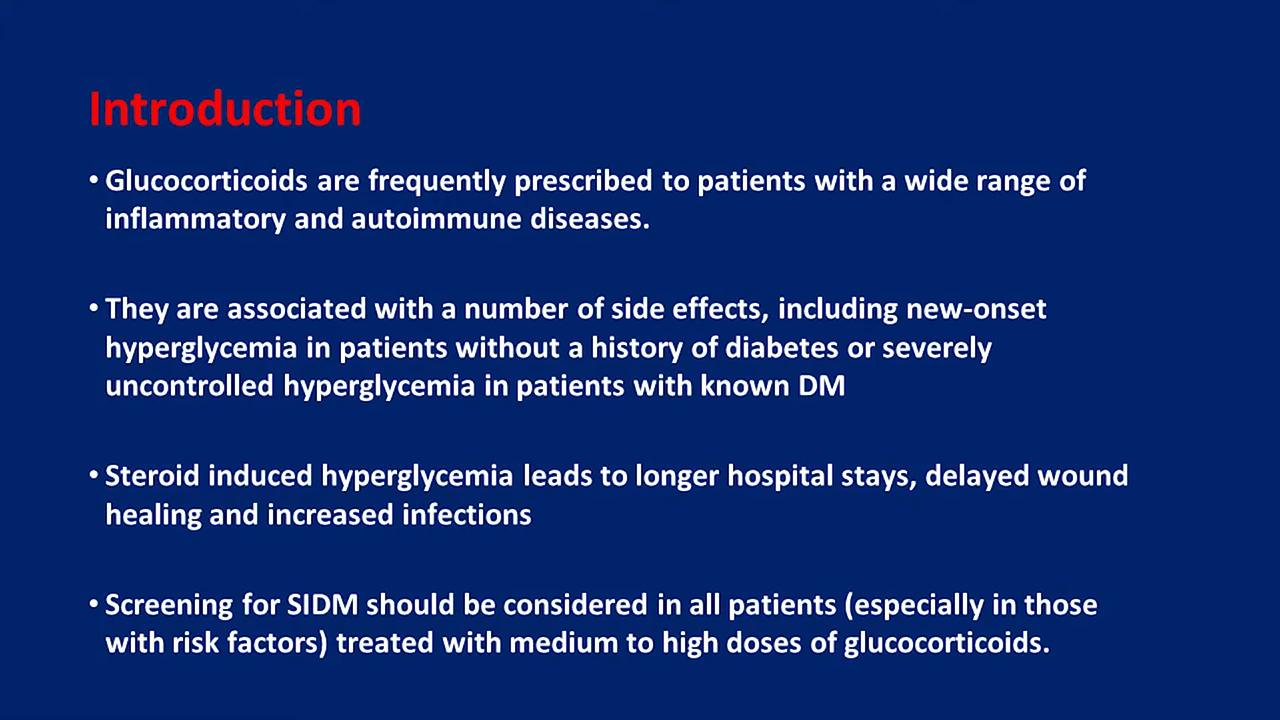 Introduction
• Glucocorticoids are frequently prescribed to patients with a wide range of
inflammatory and autoimmune diseases.
• They are associated with a number of side effects, including new-onset
hyperglycemia in patients without a history of diabetes or severely
uncontrolled hyperglycemia in patients with known DM
• Steroid induced hyperglycemia leads to longer hospital stays, delayed wound
healing and increased infections
• Screening for SIDM should be considered in all patients (especially in those
with risk factors) treated with medium to high doses of glucocorticoids.